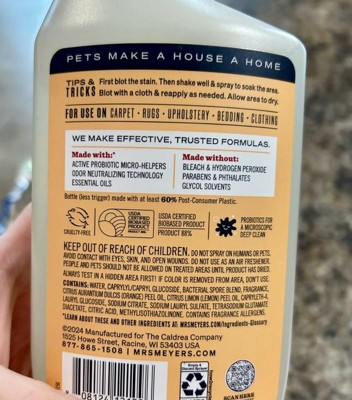 PETS MAKE A HOUSE A HOME
TIPS & TRICKS First blot the stain. Then shake well & spray to soak the area.
Blot with a cloth & reapply as needed. Allow area to dry.
FOR USE ON CARPET • RUGS • UPHOLSTERY • BEDDING • CLOTHING
WE MAKE EFFECTIVE, TRUSTED FORMULAS.
Made with:*
ACTIVE PROBIOTIC MICRO-HELPERS
ODOR NEUTRALIZING TECHNOLOGY
ESSENTIAL OILS
Made without:
BLEACH & HYDROGEN PEROXIDE
PARABENS & PHTHALATES
GLYCOL SOLVENTS
Bottle (less trigger) made with at least 60% Post-Consumer Plastic.
CRUELTY-FREE
USDA
CERTIFIED
BIOBASED
PRODUCT
USDA CERTIFIED
BIOBASED PRODUCT
PRODUCT 88%
PROBIOTICS FOR
A MICROSCOPIC
DEEP CLEAN
KEEP OUT OF REACH OF CHILDREN. DO NOT SPRAY ON HUMANS OR PETS.
AVOID CONTACT WITH EYES, SKIN, AND OPEN WOUNDS. DO NOT USE AS AN AIR FRESHENER.
PEOPLE AND PETS SHOULD NOT BE ALLOWED ON TREATED AREAS UNTIL PRODUCT HAS DRIED.
ALWAYS TEST IN A HIDDEN AREA FIRST! IF COLOR IS REMOVED FROM AREA, DON'T USE.
CONTAINS: WATER, CAPRYLYL/CAPRYL GLUCOSIDE, BACTERIAL SPORE BLEND, FRAGRANCE,
CITRUS AURANTIUM DULCIS (ORANGE) PEEL OIL, CITRUS LIMON (LEMON) PEEL OIL, CAPRYLETH-4,
LAURYL GLUCOSIDE, SODIUM CITRATE, SODIUM LAURYL SULFATE, TETRASODIUM GLUTAMATE
DIACETATE, CITRIC ACID, METHYLISOTHIAZOLINONE. CONTAINS FRAGRANCE ALLERGENS.
*LEARN ABOUT THESE AND OTHER INGREDIENTS AT: MRSMEYERS.COM/Ingredients-Glossary
©2024 Manufactured for The Caldrea Company
1525 Howe Street, Racine, WI 53403 USA
877-865-1508 | MRSMEYERS.COM
Empty &
Replace
Sprayer
SCAN HERE